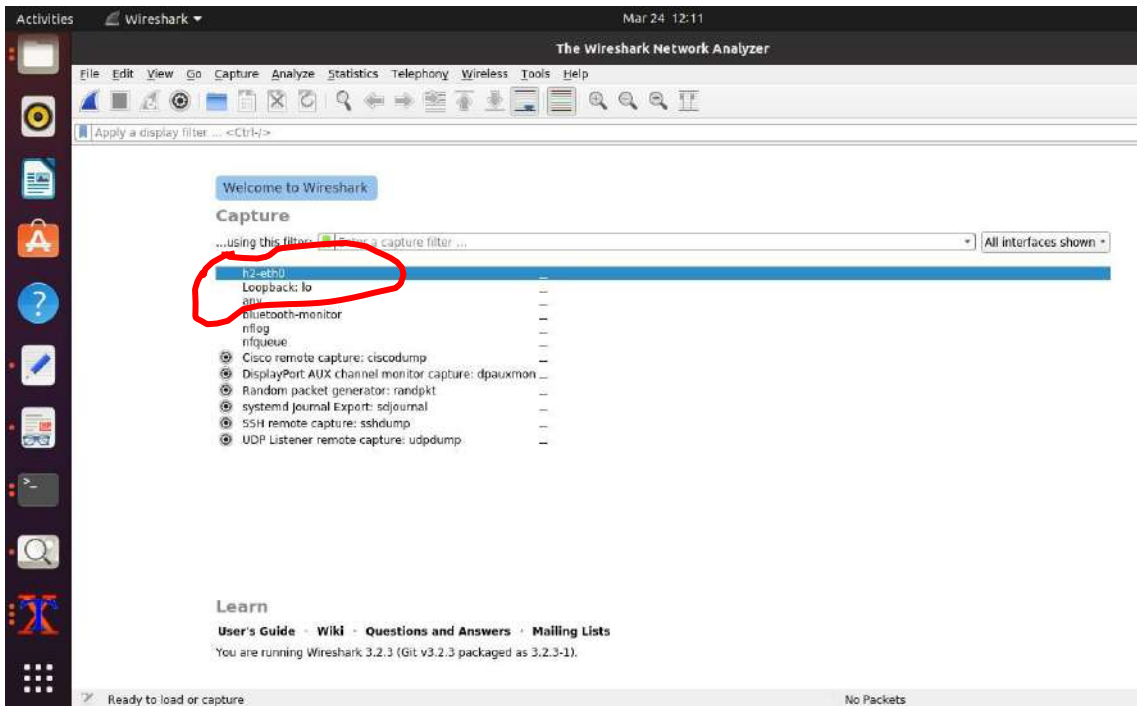 Activities Wireshark Mar 24 12:11
The Wireshark Network Analyzer
File Edit View Go Capture Analyze Statistics Telephony Wireless Tools Help
Apply a display filter ... <Ctrl-/>
Welcome to Wireshark
Capture
...using this filter: Enter a capture filter ... All interfaces shown
h2-eth0
Loopback: lo
any
bluetooth-monitor
nflog
nfqueue
Cisco remote capture: ciscodump
DisplayPort AUX channel monitor capture: dpauxmon
Random packet generator: randpkt
systemd Journal Export: sdjournal
SSH remote capture: sshdump
UDP Listener remote capture: udpdump
Learn
User's Guide · Wiki · Questions and Answers · Mailing Lists
You are running Wireshark 3.2.3 (Git v3.2.3 packaged as 3.2.3-1).
Ready to load or capture No Packets